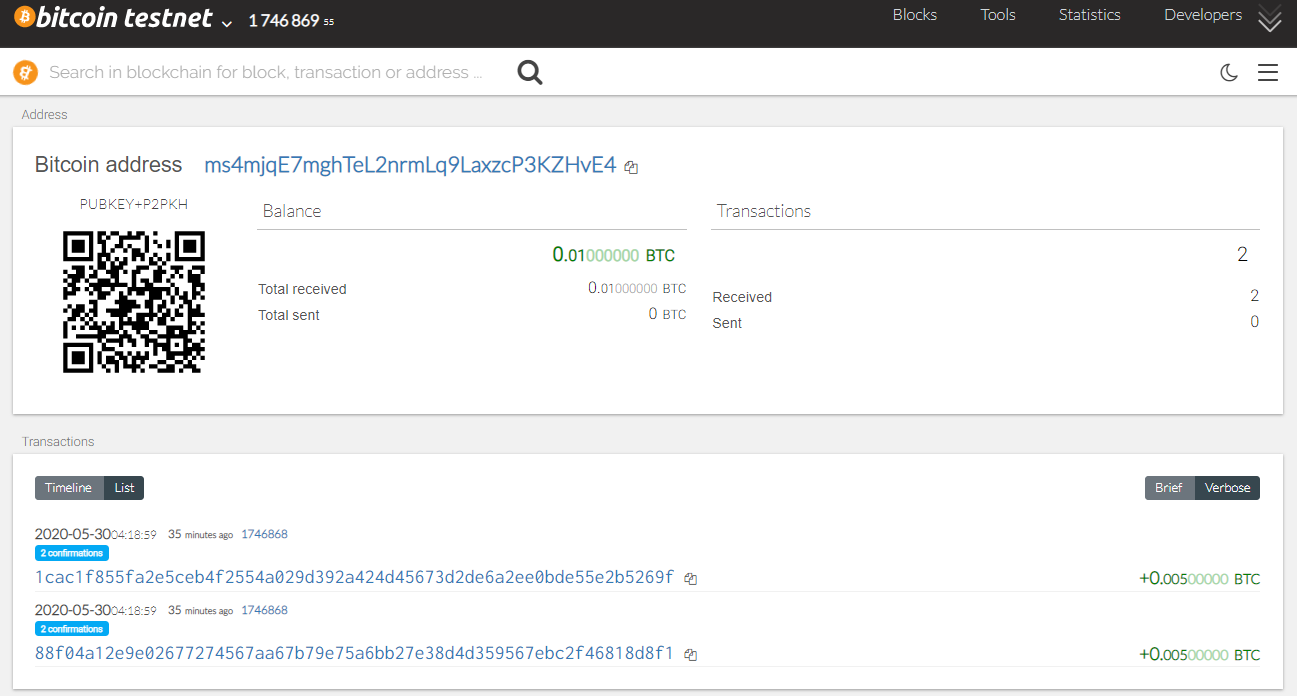 bitcoin testnet 1 746 869 55 Blocks Tools Statistics Developers
Search in blockchain for block, transaction or address ...
Address
Bitcoin address ms4mjqE7mghTeL2nrmLq9LaxzcP3KZHvE4
PUBKEY+P2PKH
Balance Transactions
0.01000000 BTC 2
Total received 0.01000000 BTC
Total sent 0 BTC
Received 2
Sent 0
Transactions
Timeline List Brief Verbose
2020-05-30 04:18:59 35 minutes ago 1746868
2 confirmations
1cac1f855fa2e5ceb4f2554a029d392a424d45673d2de6a2ee0bde55e2b5269f +0.00500000 BTC
2020-05-30 04:18:59 35 minutes ago 1746868
2 confirmations
88f04a12e9e02677274567aa67b79e75a6bb27e38d4d359567ebc2f46818d8f1 +0.00500000 BTC